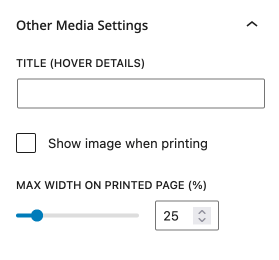 Other Media Settings
TITLE (HOVER DETAILS)
Show image when printing
MAX WIDTH ON PRINTED PAGE (%)
25